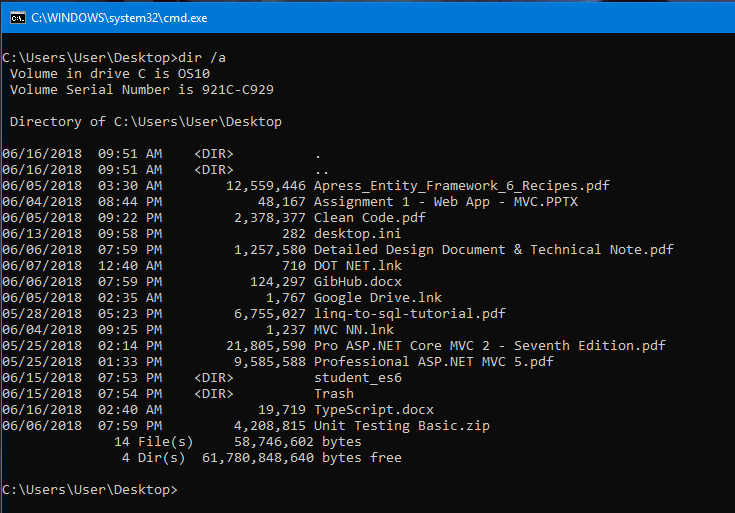 C:\WINDOWS\system32\cmd.exe
C:\Users\User\Desktop>dir /a
 Volume in drive C is OS10
 Volume Serial Number is 921C-C929

 Directory of C:\Users\User\Desktop

06/16/2018  09:51 AM    <DIR>          .
06/16/2018  09:51 AM    <DIR>          ..
06/05/2018  03:30 AM        12,559,446 Apress_Entity_Framework_6_Recipes.pdf
06/04/2018  08:44 PM            48,167 Assignment 1 - Web App - MVC.PPTX
06/05/2018  09:22 PM         2,378,377 Clean Code.pdf
06/13/2018  09:58 PM               282 desktop.ini
06/06/2018  07:59 PM         1,257,580 Detailed Design Document & Technical Note.pdf
06/07/2018  12:40 AM               710 DOT NET.lnk
06/06/2018  07:59 PM           124,297 GibHub.docx
06/05/2018  02:35 AM             1,767 Google Drive.lnk
05/28/2018  05:23 PM         6,755,027 linq-to-sql-tutorial.pdf
06/04/2018  09:25 PM             1,237 MVC NN.lnk
05/25/2018  02:14 PM        21,805,590 Pro ASP.NET Core MVC 2 - Seventh Edition.pdf
05/25/2018  01:33 PM         9,585,588 Professional ASP.NET MVC 5.pdf
06/15/2018  07:53 PM    <DIR>          student_es6
06/15/2018  07:54 PM    <DIR>          Trash
06/16/2018  02:40 AM            19,719 TypeScript.docx
06/06/2018  07:59 PM         4,208,815 Unit Testing Basic.zip
              14 File(s)     58,746,602 bytes
               4 Dir(s)  61,780,848,640 bytes free

C:\Users\User\Desktop>